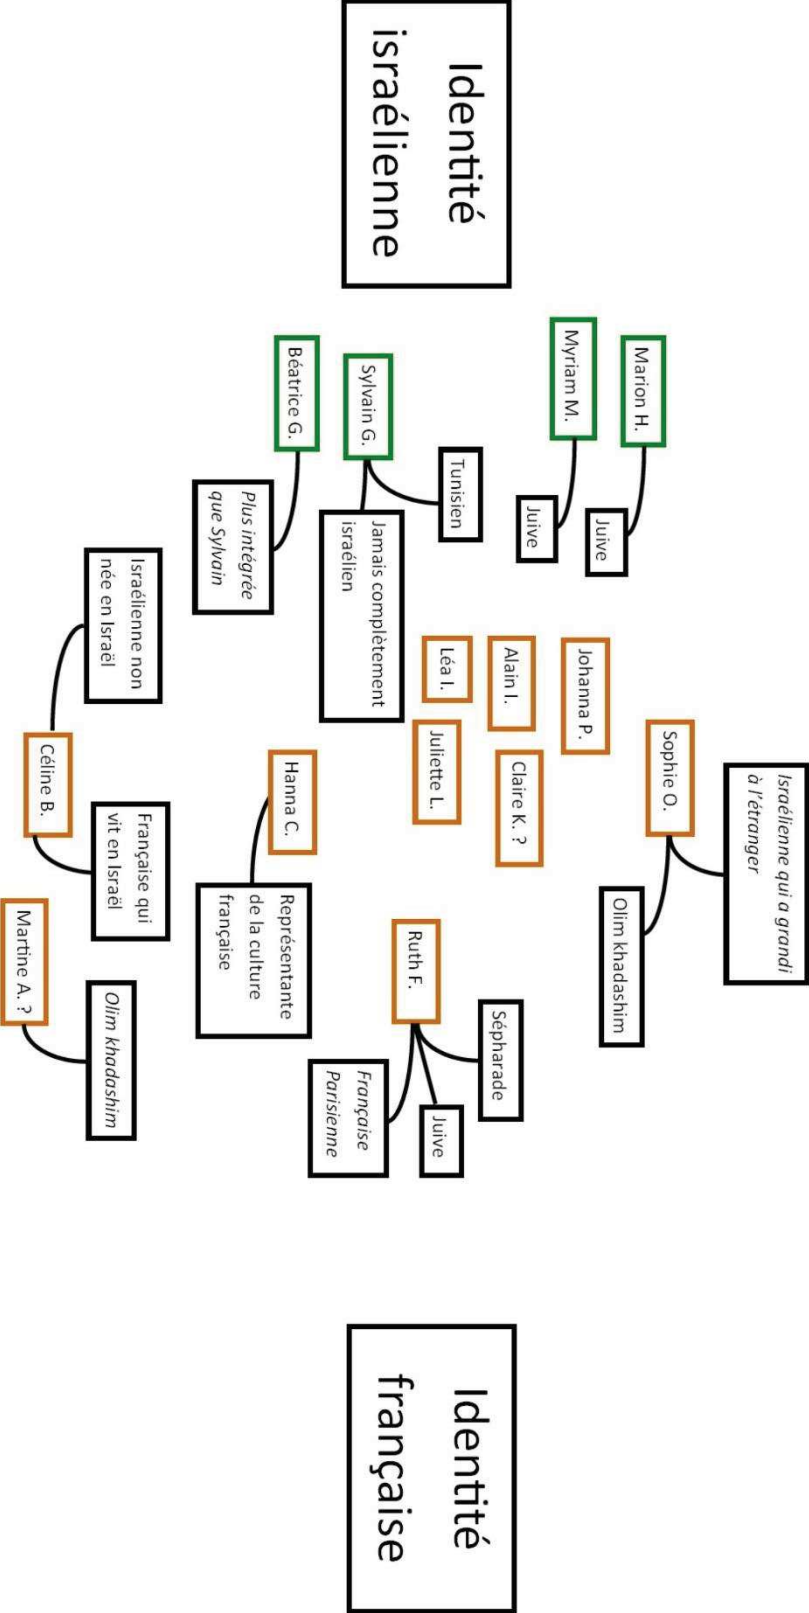 Identité
israélienne
Israélienne qui a grandi
à l'étranger
Sophie O.
Olim khadashim
Marion H.
Juive
Myriam M.
Juive
Johanna P.
Alain I.
Claire K. ?
Léa I.
Juliette L.
Tunisien
Sylvain G.
Jamais complètement
israélien
Sépharade
Ruth F.
Juive
Française
Parisienne
Béatrice G.
Plus intégrée
que Sylvain
Hanna C.
Représentante
de la culture
française
Israélienne non
née en Israël
Céline B.
Française qui
vit en Israël
Martine A. ?
Olim khadashim
Identité
française